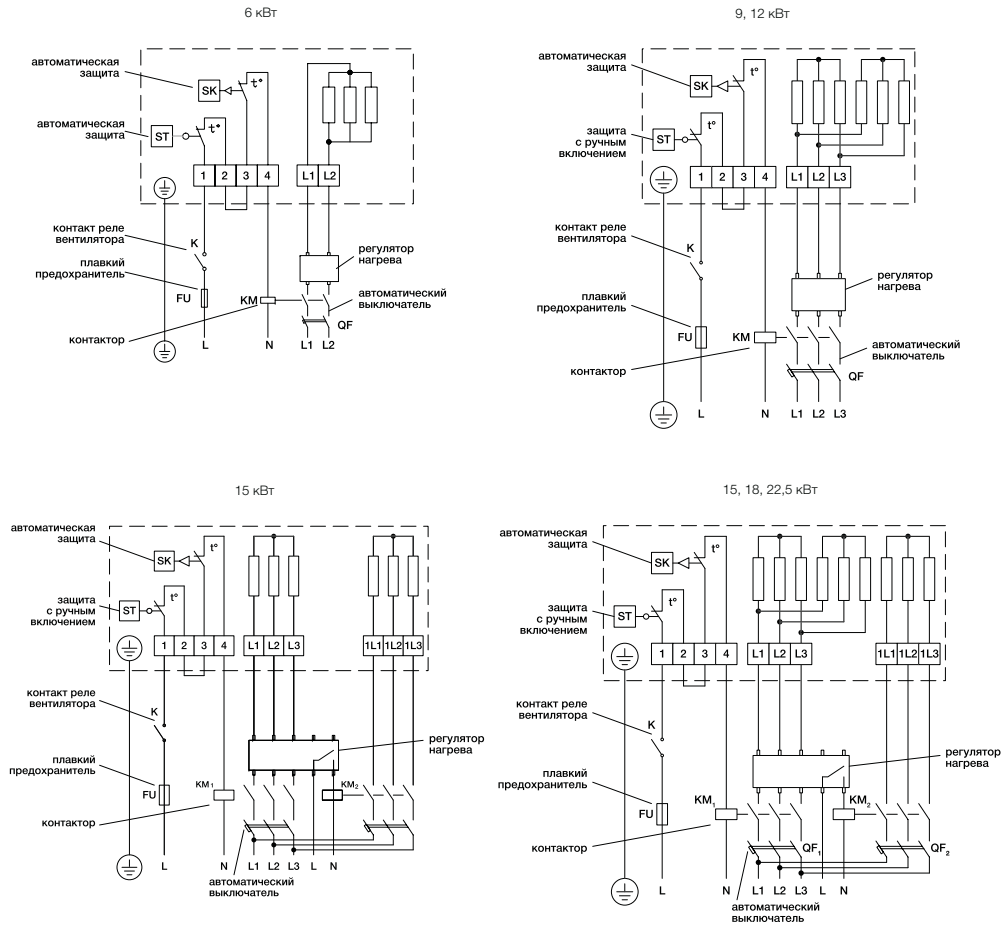 6 кВт
автоматическая
защита
SK
t°
автоматическая
защита
ST
t°
1 2 3 4 L1 L2
контакт реле
вентилятора
K
регулятор
нагрева
плавкий
предохранитель
FU
KM
автоматический
выключатель
QF
контактор
L N L1 L2
9, 12 кВт
автоматическая
защита
SK
t°
защита
с ручным
включением
ST
t°
1 2 3 4 L1 L2 L3
контакт реле
вентилятора
K
регулятор
нагрева
плавкий
предохранитель
FU
KM
автоматический
выключатель
контактор
QF
L N L1 L2 L3
15 кВт
автоматическая
защита
SK
t°
защита
с ручным
включением
ST
t°
1 2 3 4 L1 L2 L3 1L1 1L2 1L3
контакт реле
вентилятора
K
регулятор
нагрева
плавкий
предохранитель
FU
KM1
KM2
контактор
L N L1 L2 L3 L N
автоматический
выключатель
15, 18, 22,5 кВт
автоматическая
защита
SK
t°
защита
с ручным
включением
ST
t°
1 2 3 4 L1 L2 L3 1L1 1L2 1L3
контакт реле
вентилятора
K
регулятор
нагрева
плавкий
предохранитель
FU
KM1
KM2
контактор
QF1
QF2
L N L1 L2 L3 L N
автоматический
выключатель